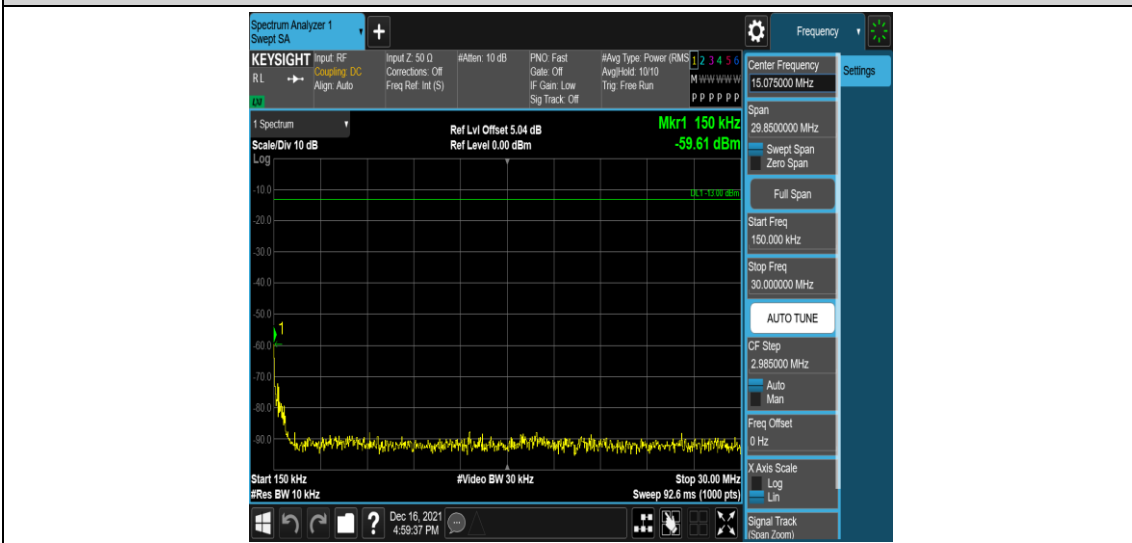 Spectrum Analyzer 1
Swept SA
+
Frequency
KEYSIGHT
RL
LXI
Input: RF
Coupling: DC
Align: Auto
Input Z: 50 Ω
Corrections: Off
Freq Ref: Int (S)
#Atten: 10 dB
PNO: Fast
Gate: Off
IF Gain: Low
Sig Track: Off
#Avg Type: Power (RMS
Avg|Hold: 10/10
Trig: Free Run
1 2 3 4 5 6
M W W W W W
P P P P P P
1 Spectrum
Scale/Div 10 dB
Log
Ref Lvl Offset 5.04 dB
Ref Level 0.00 dBm
Mkr1 150 kHz
-59.61 dBm
-10.0
DL1 -13.00 dBm
-20.0
-30.0
-40.0
-50.0
1
-60.0
-70.0
-80.0
-90.0
Start 150 kHz
#Video BW 30 kHz
Stop 30.00 MHz
#Res BW 10 kHz
Sweep 92.6 ms (1000 pts)
?
Dec 16, 2021
4:59:37 PM
Settings
Center Frequency
15.075000 MHz
Span
29.8500000 MHz
Swept Span
Zero Span
Full Span
Start Freq
150.000 kHz
Stop Freq
30.000000 MHz
AUTO TUNE
CF Step
2.985000 MHz
Auto
Man
Freq Offset
0 Hz
X Axis Scale
Log
Lin
Signal Track
(Span Zoom)